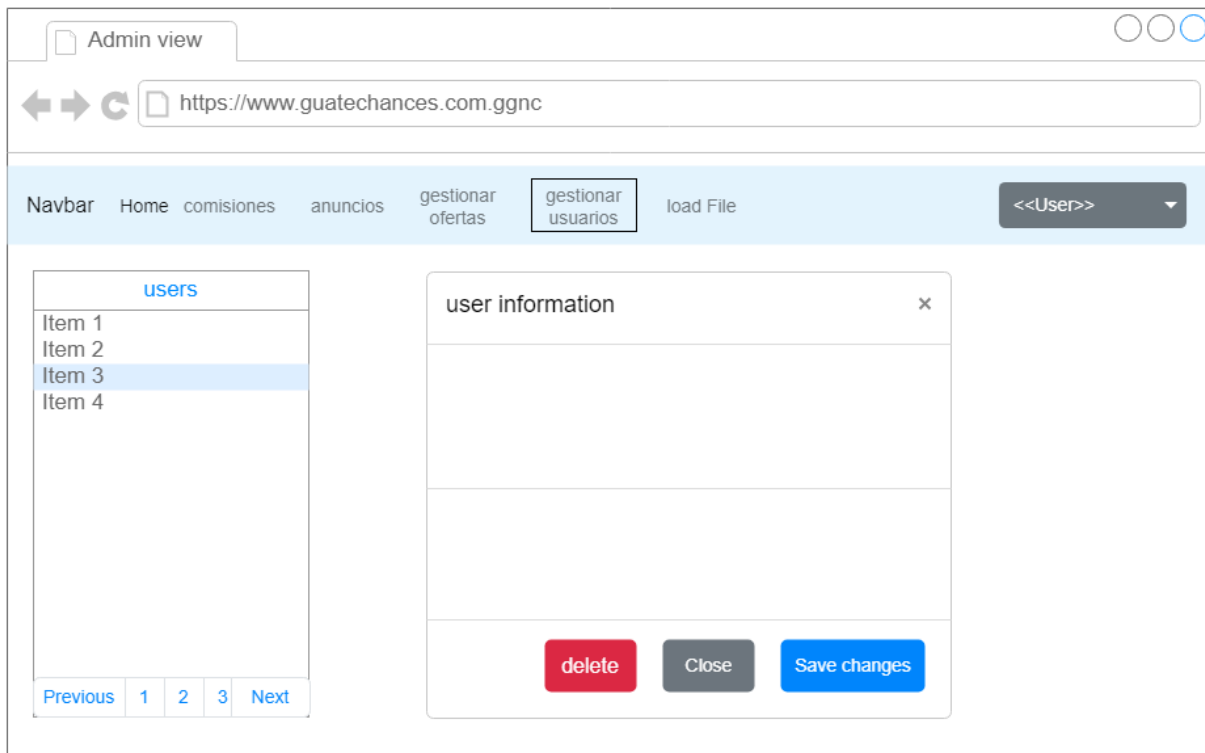 Admin view
https://www.guatechances.com.ggnc
Navbar Home comisiones anuncios gestionar ofertas gestionar usuarios load File <<User>>
users
Item 1
Item 2
Item 3
Item 4
Previous 1 2 3 Next
user information ×
delete Close Save changes